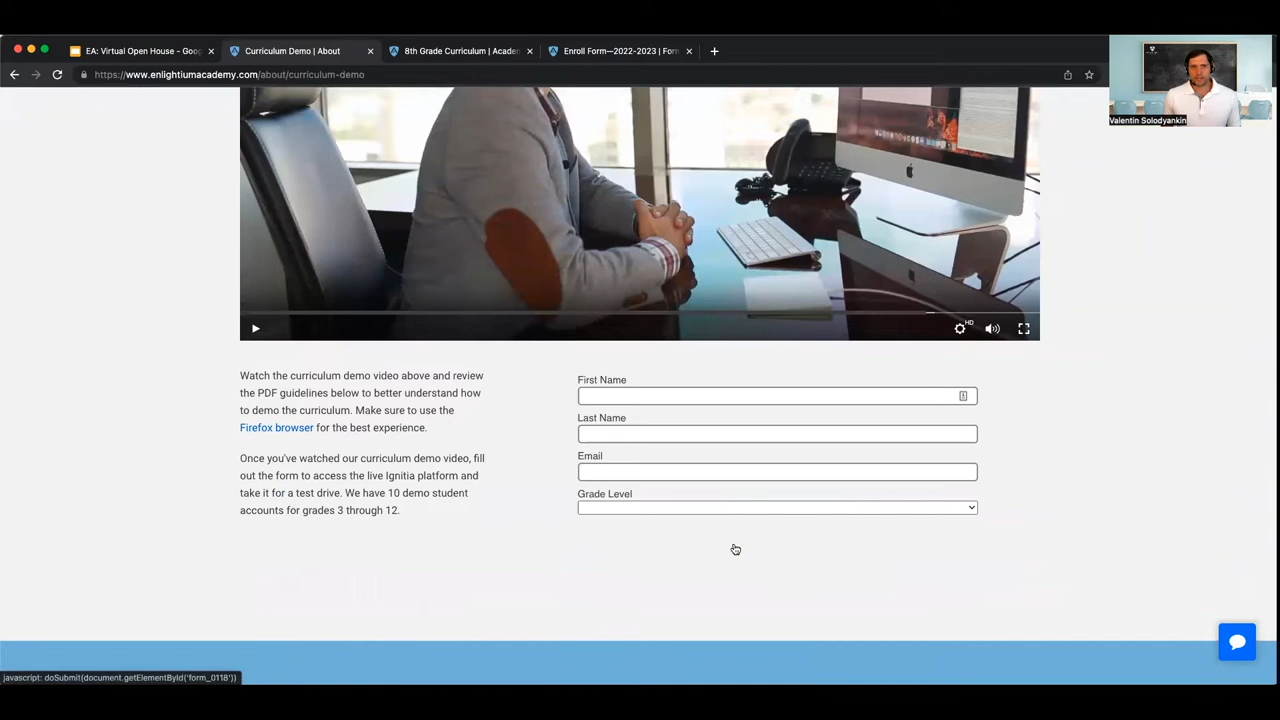 EA: Virtual Open House - Goog
Curriculum Demo | About
8th Grade Curriculum | Academ
Enroll Form—2022-2023 | Form
https://www.enlightiumacademy.com/about/curriculum-demo
Valentin Solodyankin
HD
Watch the curriculum demo video above and review
the PDF guidelines below to better understand how
to demo the curriculum. Make sure to use the
Firefox browser for the best experience.
Once you've watched our curriculum demo video, fill
out the form to access the live Ignitia platform and
take it for a test drive. We have 10 demo student
accounts for grades 3 through 12.
First Name
Last Name
Email
Grade Level
javascript: doSubmit(document.getElementById('form_0118'))